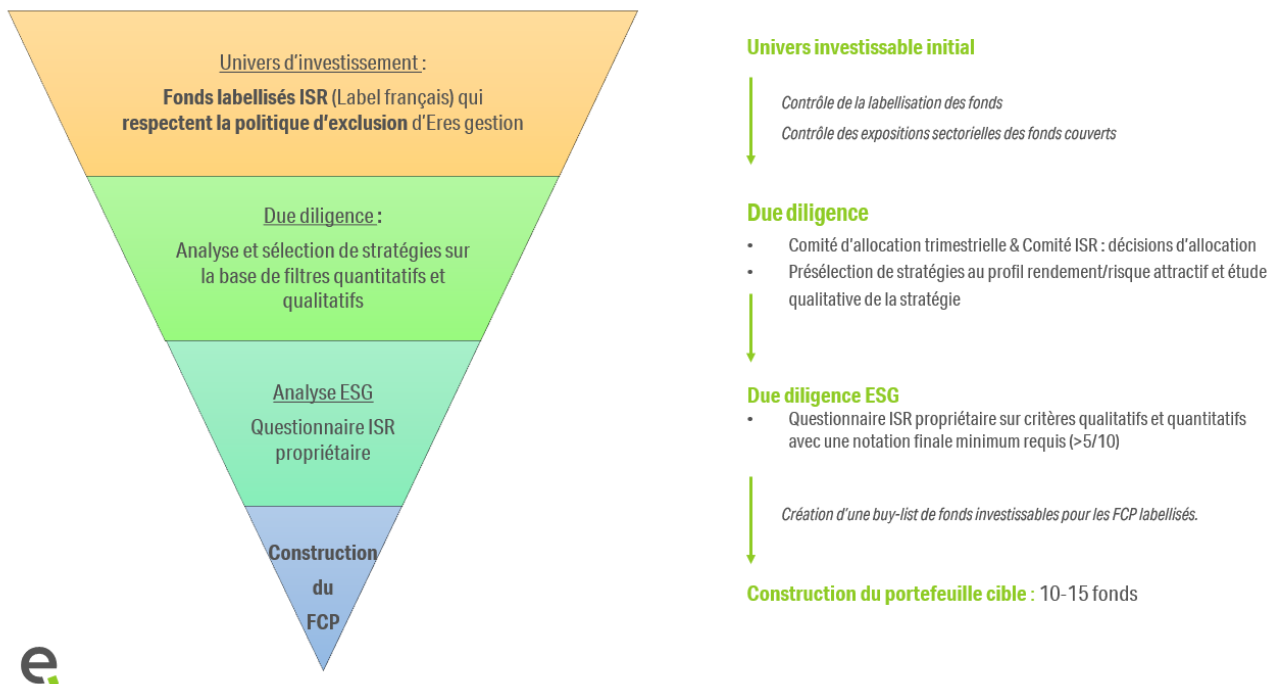 Univers d'investissement :
Fonds labellisés ISR (Label français) qui
respectent la politique d'exclusion d'Eres gestion
Due diligence :
Analyse et sélection de stratégies sur
la base de filtres quantitatifs et
qualitatifs
Analyse ESG
Questionnaire ISR
propriétaire
Construction
du
FCP
e
Univers investissable initial
Contrôle de la labellisation des fonds
Contrôle des expositions sectorielles des fonds couverts
Due diligence
• Comité d'allocation trimestrielle & Comité ISR : décisions d'allocation
• Présélection de stratégies au profil rendement/risque attractif et étude
qualitative de la stratégie
Due diligence ESG
• Questionnaire ISR propriétaire sur critères qualitatifs et quantitatifs
avec une notation finale minimum requis (>5/10)
Création d'une buy-list de fonds investissables pour les FCP labellisés.
Construction du portefeuille cible : 10-15 fonds